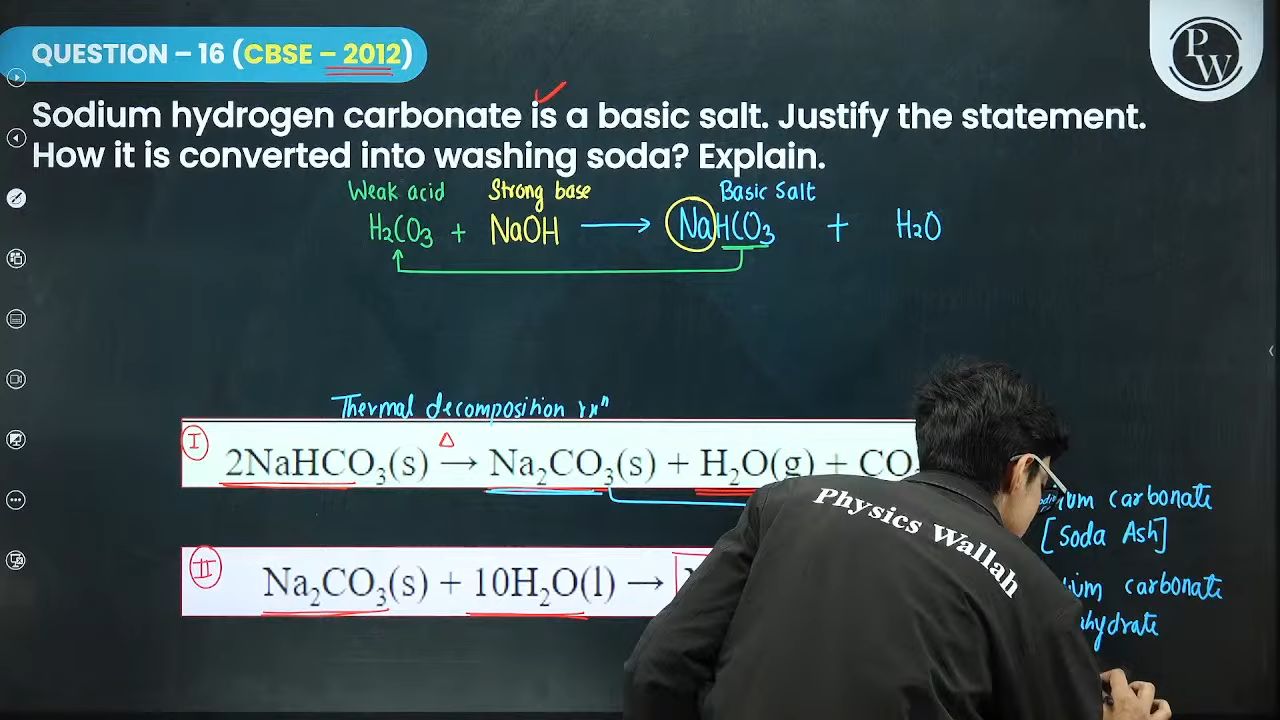 QUESTION – 16 (CBSE – 2012)
PW
Sodium hydrogen carbonate is a basic salt. Justify the statement.
How it is converted into washing soda? Explain.
Weak acid Strong base Basic Salt
H₂CO₃ + NaOH ⟶ NaHCO₃ + H₂O
Thermal decomposition rxⁿ
I 2NaHCO₃(s) →Δ Na₂CO₃(s) + H₂O(g) + CO
carbonate
[Soda Ash]
II Na₂CO₃(s) + 10H₂O(l) →
carbonate
Physics Wallah